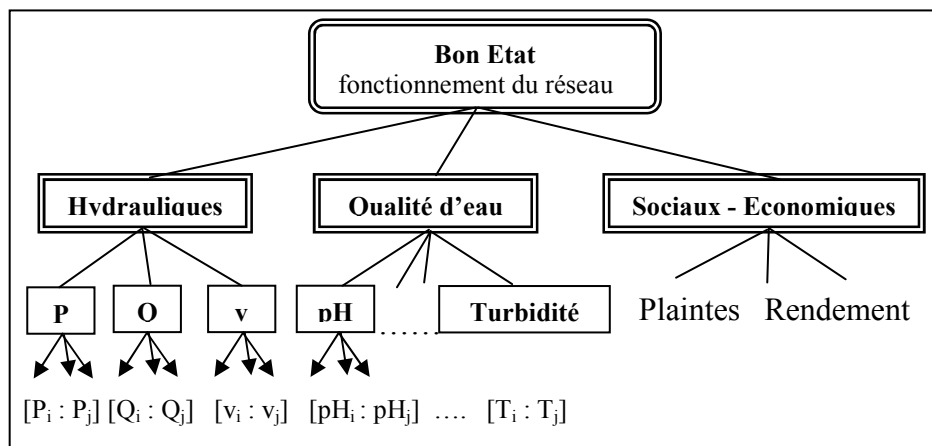 Bon Etat
fonctionnement du réseau
Hydrauliques Qualité d'eau Sociaux - Economiques
P Q v pH ...... Turbidité Plaintes Rendement
[Pi : Pj] [Qi : Qj] [vi : vj] [pHi : pHj] .... [Ti : Tj]